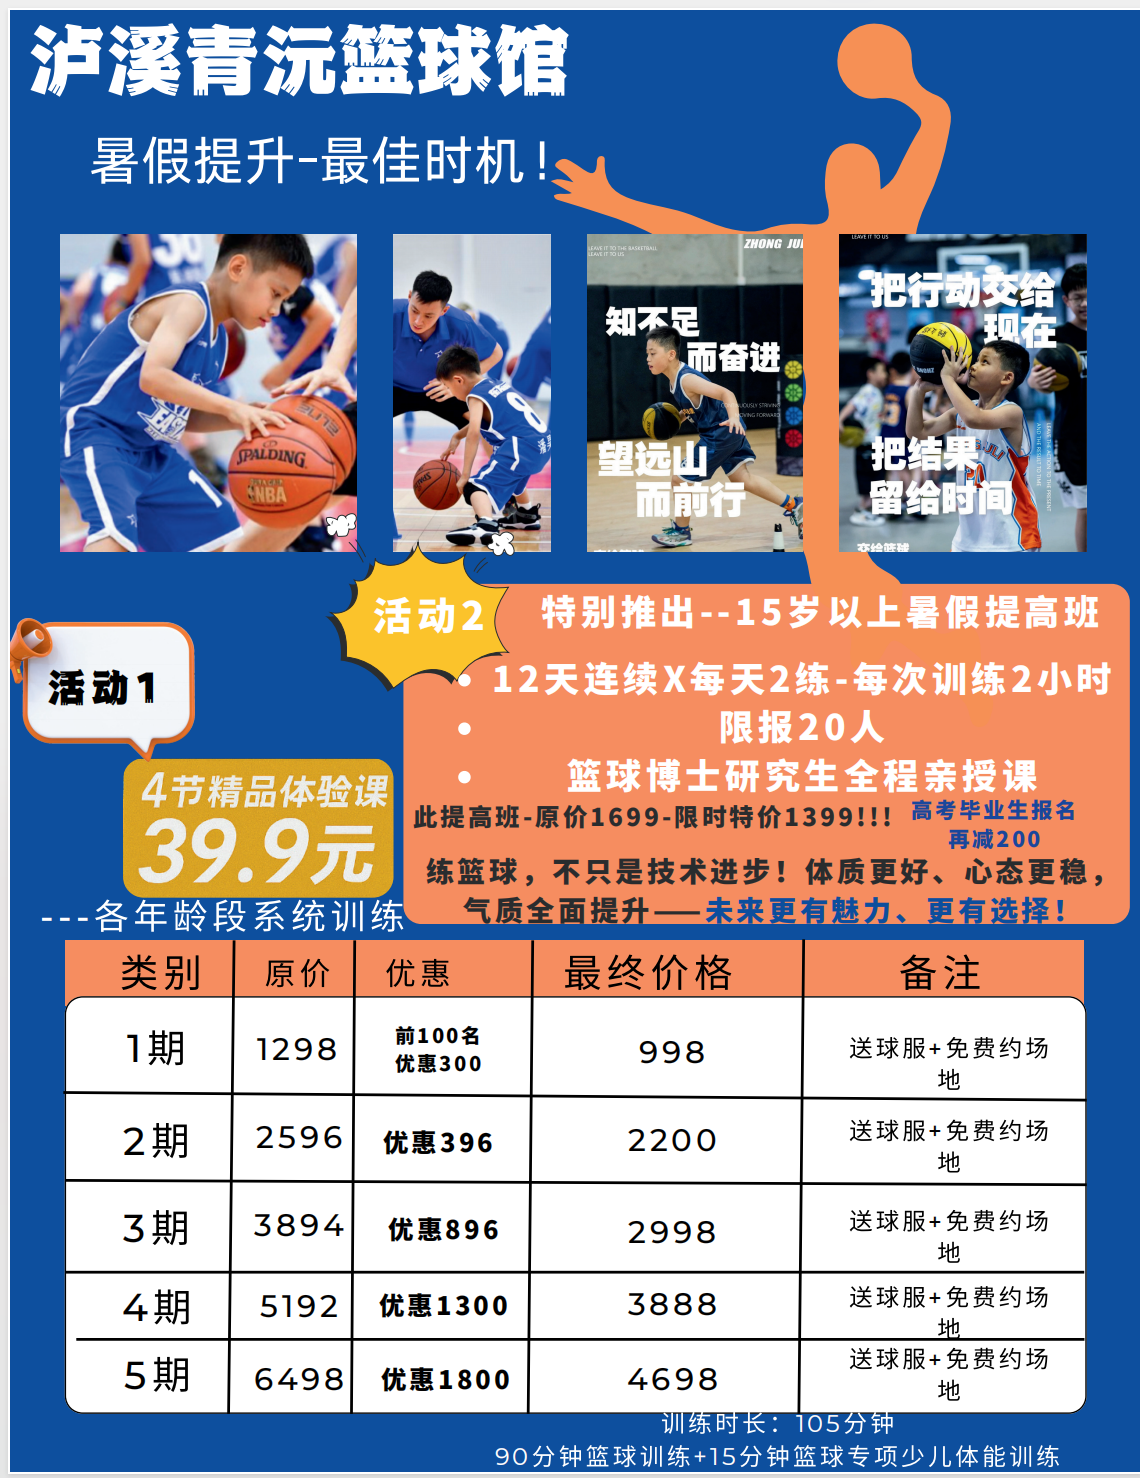 泸溪青沅篮球馆
暑假提升-最佳时机！
LEAVE IT TO THE BASKETBALL
LEAVE IT TO US
ZHONG JUI
LEAVE IT TO US
知不足
而奋进
望远山
而前行
把行动交给
现在
把结果
留给时间
SPALDING
NBA
ELITE
8
活动1
4节精品体验课
39.9元
---各年龄段系统训练
活动2
特别推出--15岁以上暑假提高班
• 12天连续X每天2练-每次训练2小时
• 限报20人
• 篮球博士研究生全程亲授课
此提高班-原价1699-限时特价1399!!!
高考毕业生报名
再减200
练篮球，不只是技术进步！体质更好、心态更稳，
气质全面提升——未来更有魅力、更有选择！
类别 原价 优惠 最终价格 备注
1期 1298 前100名 998 送球服+免费约场
优惠300 地
2期 2596 优惠396 2200 送球服+免费约场
地
3期 3894 优惠896 2998 送球服+免费约场
地
4期 5192 优惠1300 3888 送球服+免费约场
地
5期 6498 优惠1800 4698 送球服+免费约场
地
训练时长：105分钟
90分钟篮球训练+15分钟篮球专项少儿体能训练